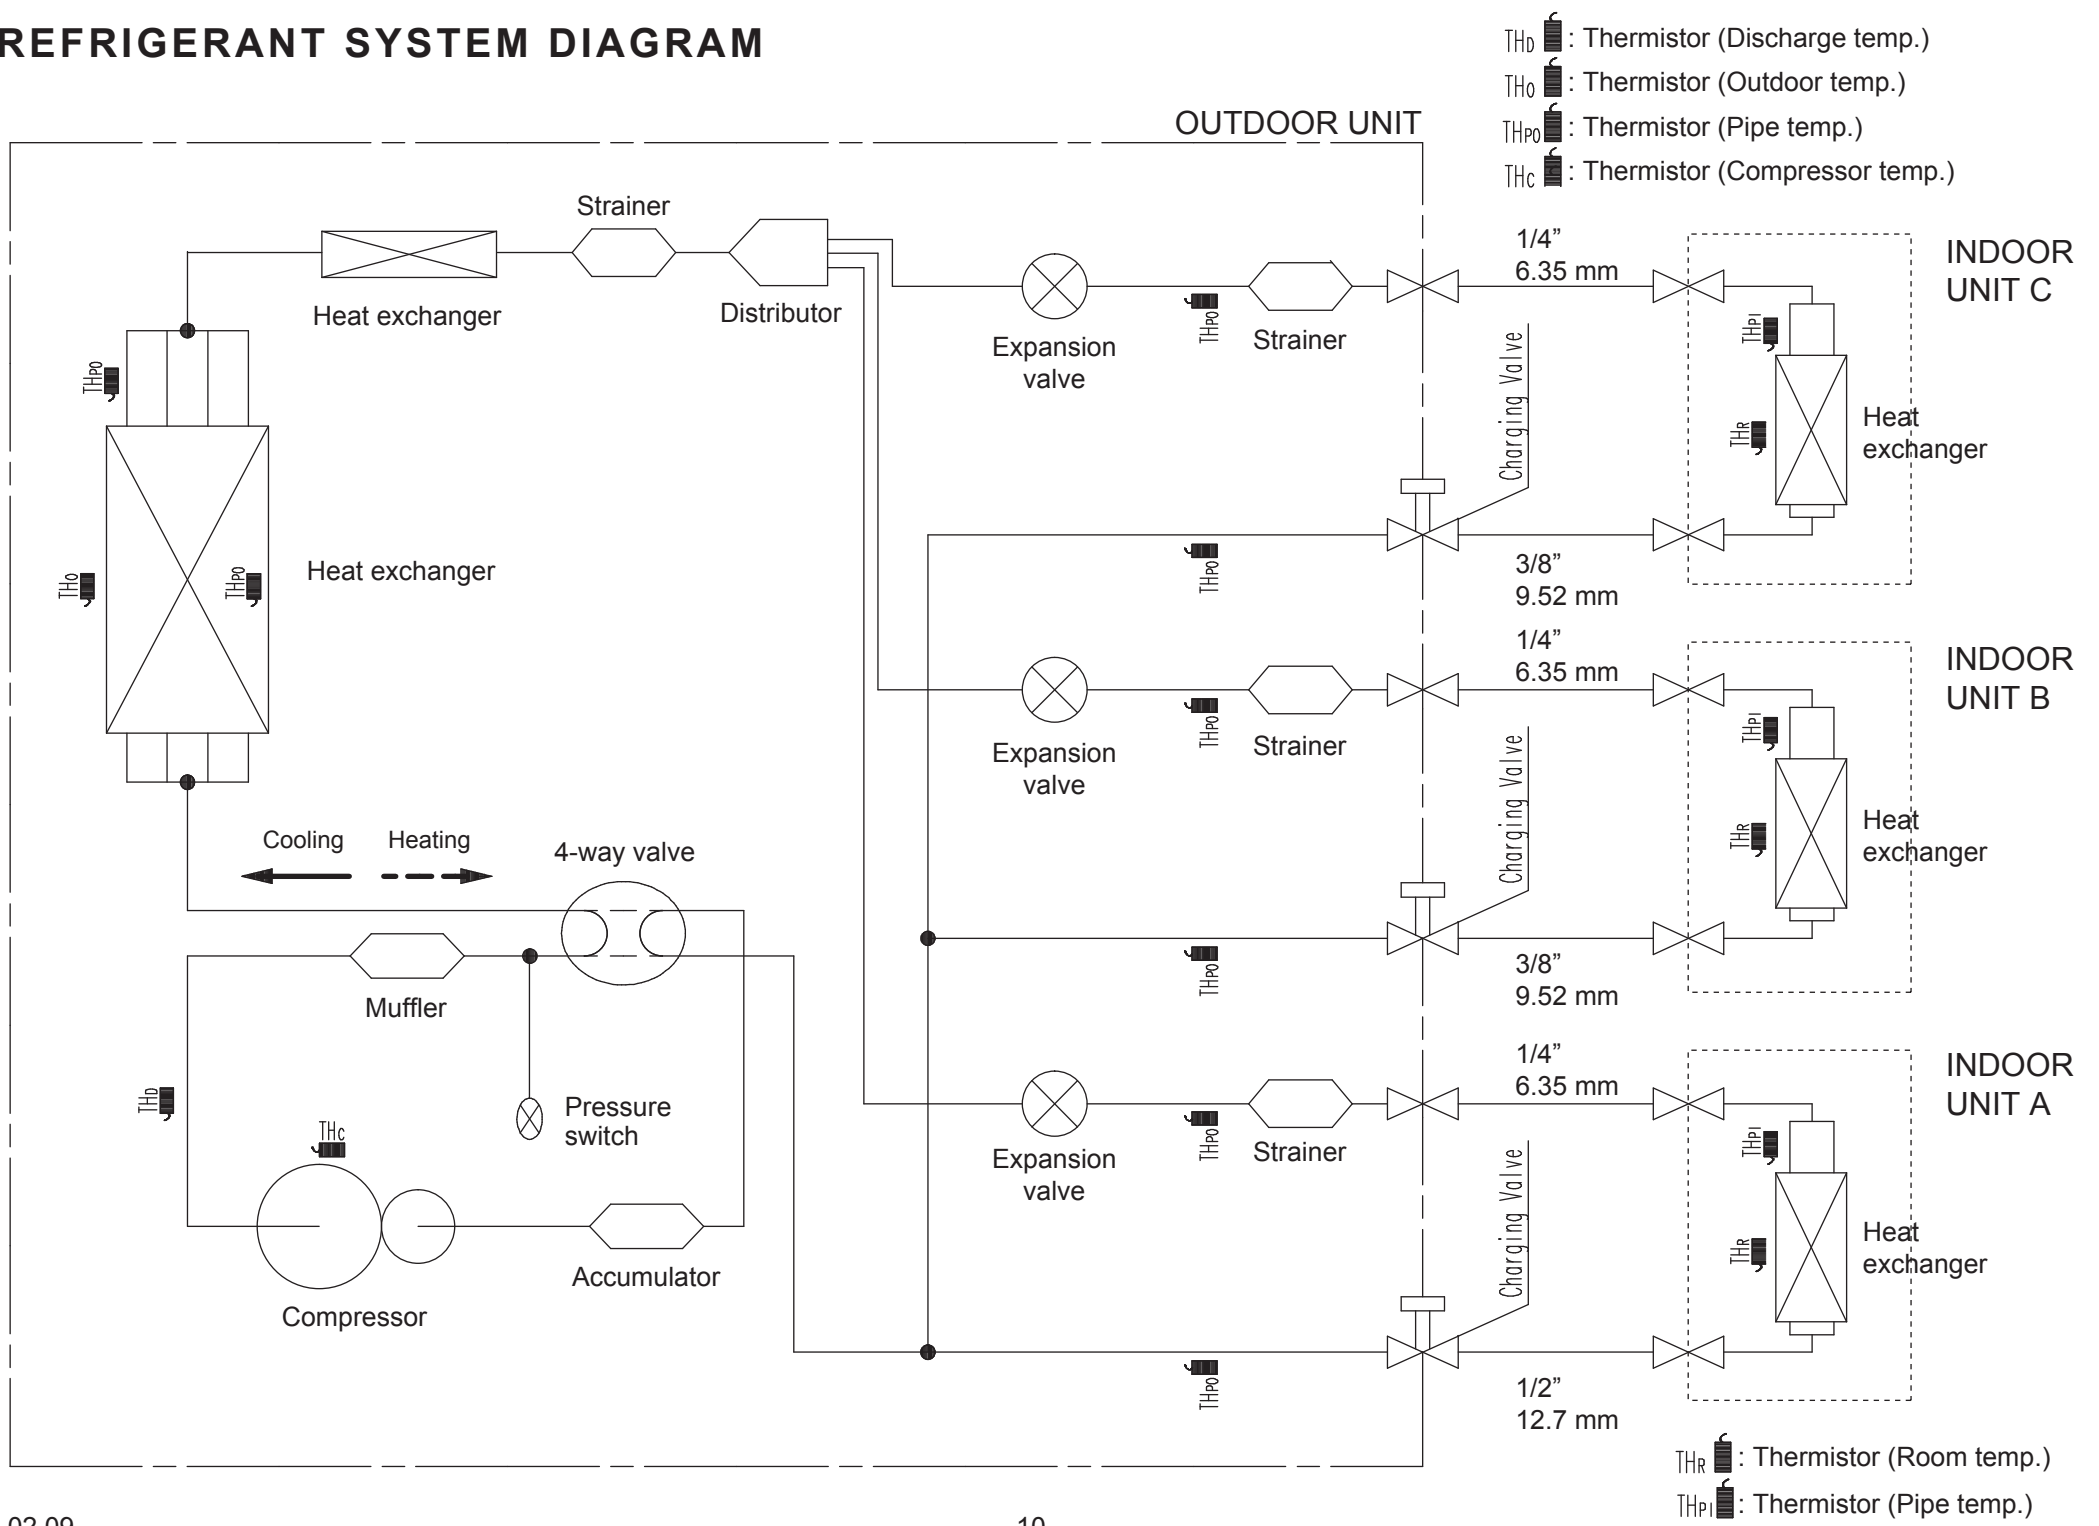 REFRIGERANT SYSTEM DIAGRAM
THD : Thermistor (Discharge temp.)
THO : Thermistor (Outdoor temp.)
THPO : Thermistor (Pipe temp.)
THC : Thermistor (Compressor temp.)
OUTDOOR UNIT
Strainer
Heat exchanger
Distributor
Expansion
valve
THPO
Strainer
1/4”
6.35 mm
INDOOR
UNIT C
THPI
THR
Heat
exchanger
Charging Valve
THPO
3/8”
9.52 mm
THPO
THO
THPO
Heat exchanger
Expansion
valve
THPO
Strainer
1/4”
6.35 mm
INDOOR
UNIT B
THPI
THR
Heat
exchanger
Charging Valve
THPO
3/8”
9.52 mm
Cooling
Heating
4-way valve
Muffler
THD
THC
Pressure
switch
Compressor
Accumulator
Expansion
valve
THPO
Strainer
1/4”
6.35 mm
INDOOR
UNIT A
THPI
THR
Heat
exchanger
Charging Valve
THPO
1/2”
12.7 mm
THR : Thermistor (Room temp.)
THPI : Thermistor (Pipe temp.)